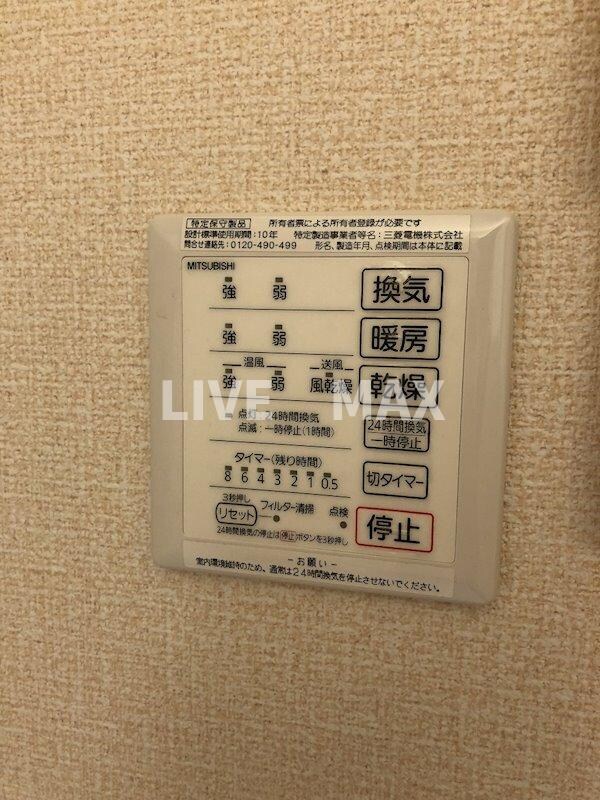 特定保守製品 所有者票による所有者登録が必要です
設計標準使用期間:10年 特定製造事業者等名:三菱電機株式会社
問合せ連絡先:0120-490-499 形名、製造年月、点検期間は本体に記載
MITSUBISHI
強 弱 換気
強 弱 暖房
温風 送風
強 弱 風乾燥 乾燥
LIVE MAX
点灯:24時間換気
点滅:一時停止(1時間)
24時間換気
一時停止
タイマー(残り時間)
8 6 4 3 2 1 0.5
切タイマー
3秒押し
リセット フィルター清掃 点検
24時間換気の停止は停止ボタンを3秒押し
停止
-お願い-
室内環境維持のため、通常は24時間換気を停止させないでください。